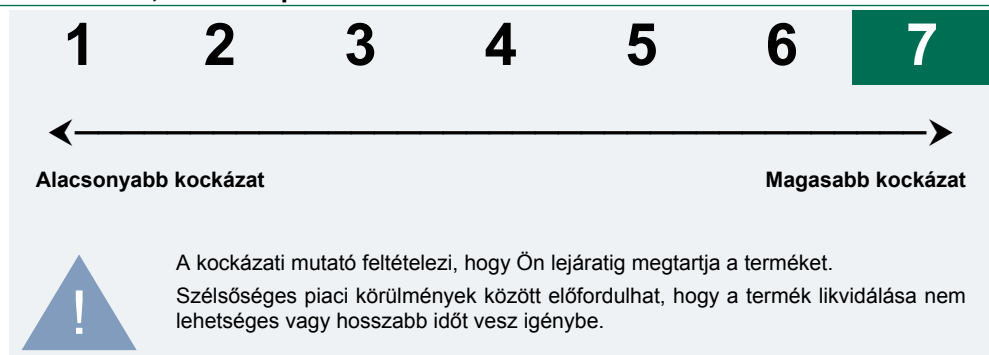 1 2 3 4 5 6 7
Alacsonyabb kockázat Magasabb kockázat
A kockázati mutató feltételezi, hogy Ön lejáratig megtartja a terméket.
Szélsőséges piaci körülmények között előfordulhat, hogy a termék likvidálása nem
lehetséges vagy hosszabb időt vesz igénybe.
!